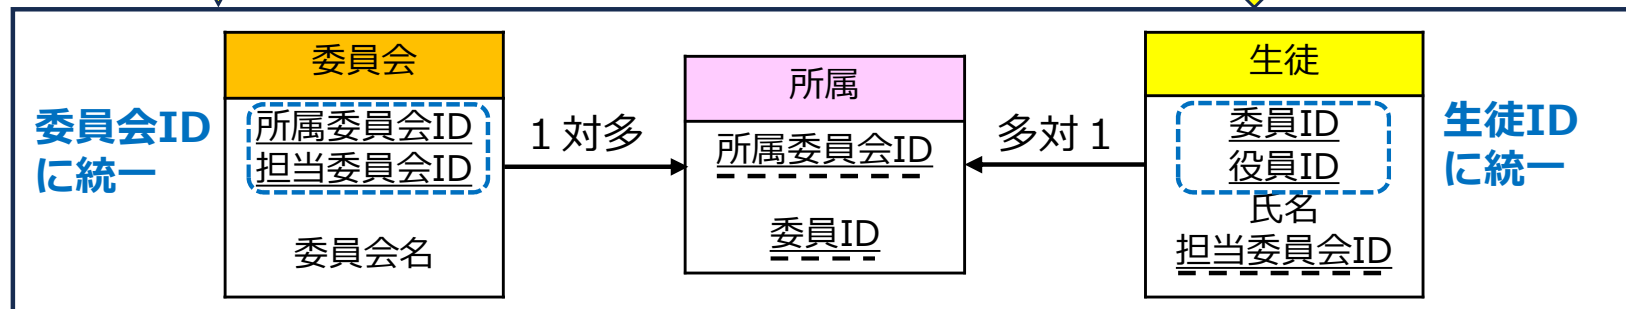 委員会ID
に統一
委員会
所属委員会ID
担当委員会ID
委員会名
1対多
所属
所属委員会ID
委員ID
多対1
生徒
委員ID
役員ID
氏名
担当委員会ID
生徒ID
に統一